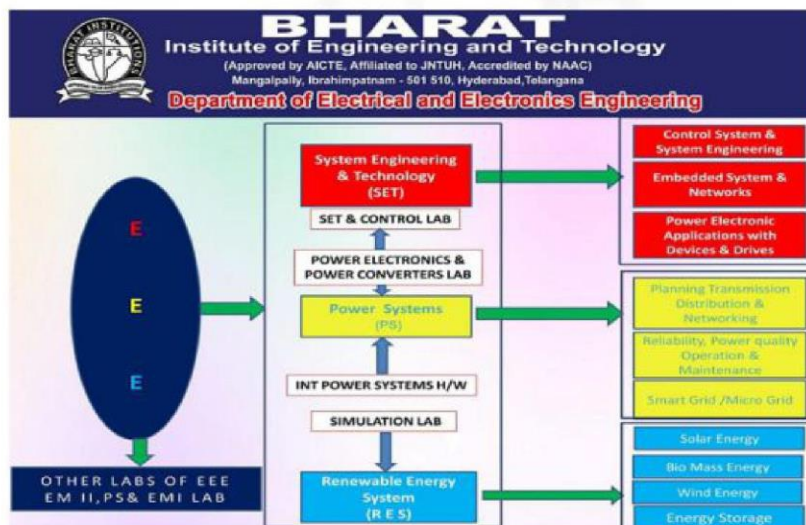 BHARAT
Institute of Engineering and Technology
(Approved by AICTE, Affiliated to JNTUH, Accredited by NAAC)
Mangalpally, Ibrahimpatnam - 501 510, Hyderabad,Telangana
Department of Electrical and Electronics Engineering
BHARAT INSTITUTIONS
E
E
E
OTHER LABS OF EEE
EM II,PS& EMI LAB
System Engineering
& Technology
(SET)
SET & CONTROL LAB
POWER ELECTRONICS &
POWER CONVERTERS LAB
Power Systems
(PS)
INT POWER SYSTEMS H/W
SIMULATION LAB
Renewable Energy
System
(R E S)
Control System &
System Engineering
Embedded System &
Networks
Power Electronic
Applications with
Devices & Drives
Planning Transmission
Distribution &
Networking
Reliability, Power quality
Operation &
Maintenance
Smart Grid /Micro Grid
Solar Energy
Bio Mass Energy
Wind Energy
Energy Storage